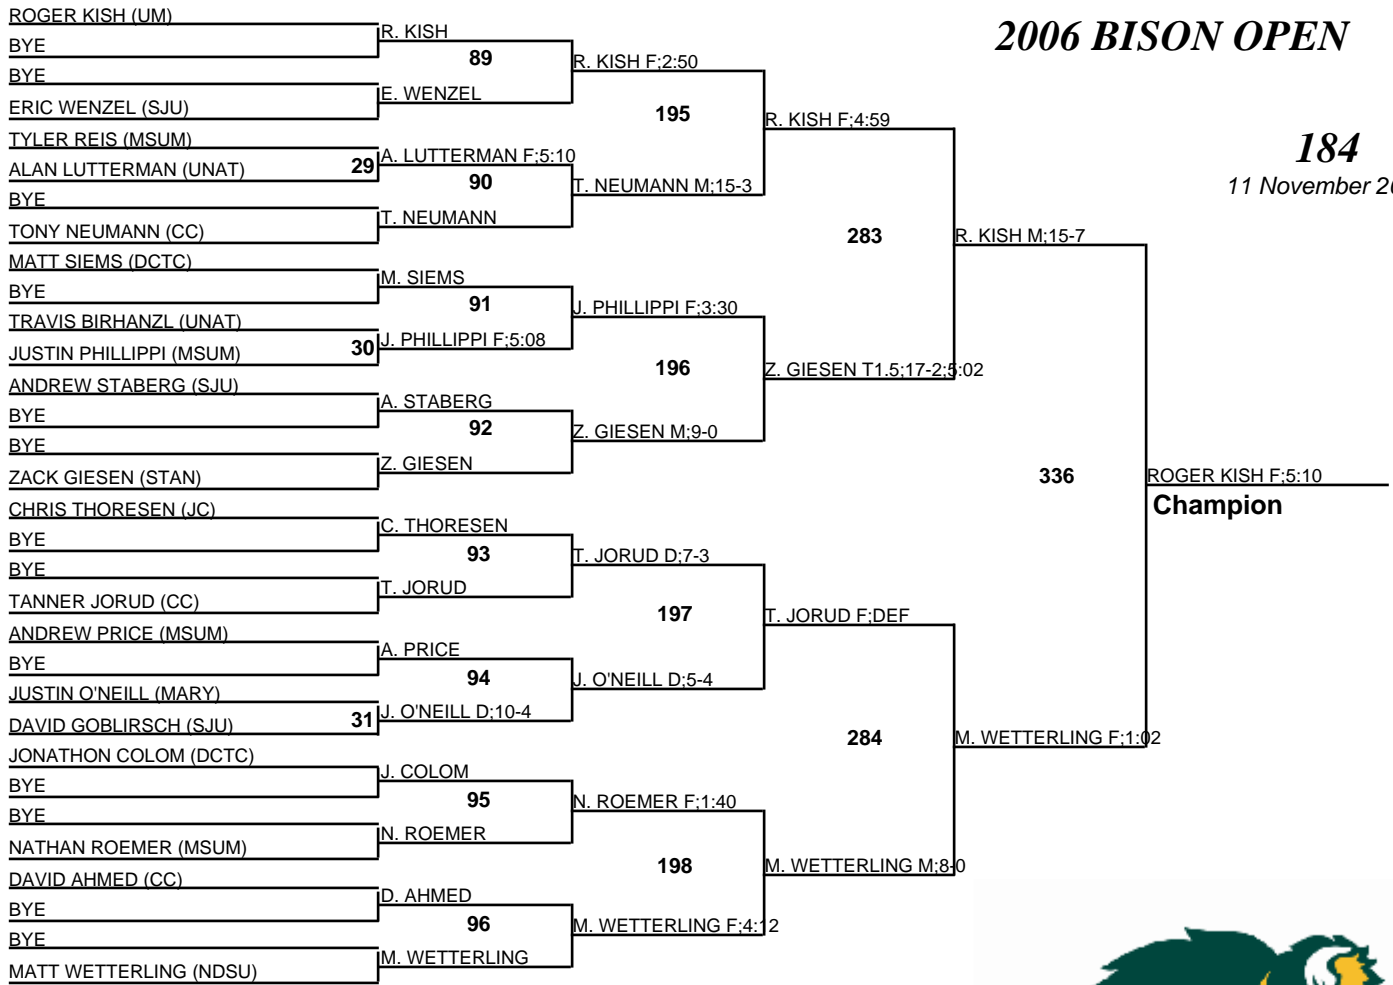 2006 BISON OPEN
184
11 November 20
ROGER KISH (UM)
BYE
BYE
ERIC WENZEL (SJU)
TYLER REIS (MSUM)
ALAN LUTTERMAN (UNAT)
BYE
TONY NEUMANN (CC)
MATT SIEMS (DCTC)
BYE
TRAVIS BIRHANZL (UNAT)
JUSTIN PHILLIPPI (MSUM)
ANDREW STABERG (SJU)
BYE
BYE
ZACK GIESEN (STAN)
CHRIS THORESEN (JC)
BYE
BYE
TANNER JORUD (CC)
ANDREW PRICE (MSUM)
BYE
JUSTIN O'NEILL (MARY)
DAVID GOBLIRSCH (SJU)
JONATHON COLOM (DCTC)
BYE
BYE
NATHAN ROEMER (MSUM)
DAVID AHMED (CC)
BYE
BYE
MATT WETTERLING (NDSU)
29
30
31
R. KISH
89
E. WENZEL
A. LUTTERMAN F;5:10
90
T. NEUMANN
M. SIEMS
91
J. PHILLIPPI F;5:08
A. STABERG
92
Z. GIESEN
C. THORESEN
93
T. JORUD
A. PRICE
94
J. O'NEILL D;10-4
J. COLOM
95
N. ROEMER
D. AHMED
96
M. WETTERLING
R. KISH F;2:50
195
T. NEUMANN M;15-3
J. PHILLIPPI F;3:30
196
Z. GIESEN M;9-0
T. JORUD D;7-3
197
J. O'NEILL D;5-4
N. ROEMER F;1:40
198
M. WETTERLING F;4:12
R. KISH F;4:59
283
Z. GIESEN T1.5;17-2;5:02
T. JORUD F;DEF
284
M. WETTERLING M;8-0
R. KISH M;15-7
336
M. WETTERLING F;1:02
ROGER KISH F;5:10
Champion